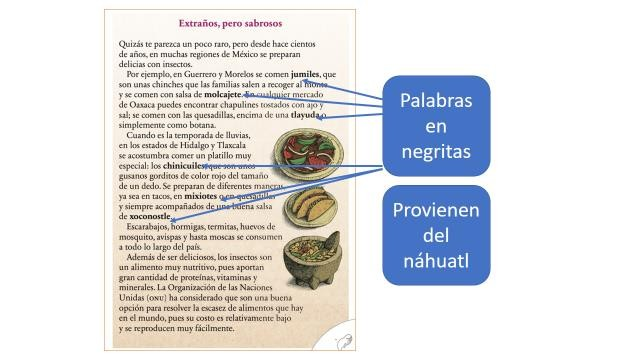 Extraños, pero sabrosos
Quizás te parezca un poco raro, pero desde hace cientos
de años, en muchas regiones de México se preparan
delicias con insectos.
Por ejemplo, en Guerrero y Morelos se comen jumiles, que
son unas chinches que las familias salen a recoger al monte
y se comen con salsa de molcajete. En cualquier mercado
de Oaxaca puedes encontrar chapulines tostados con ajo y
sal; se comen con las quesadillas, encima de una tlayuda o
simplemente como botana.
Cuando es la temporada de lluvias,
en los estados de Hidalgo y Tlaxcala
se acostumbra comer un platillo muy
especial: los chinicuiles que son unos
gusanos gorditos de color rojo del tamaño
de un dedo. Se preparan de diferentes maneras,
ya sea en tacos, en mixiotes o en quesadillas
y siempre acompañados de una buena salsa
de xoconostle.
Escarabajos, hormigas, termitas, huevos de
mosquito, avispas y hasta moscas se consumen
a todo lo largo del país.
Además de ser deliciosos, los insectos son
un alimento muy nutritivo, pues aportan
gran cantidad de proteínas, vitaminas y
minerales. La Organización de las Naciones
Unidas (ONU) ha considerado que son una buena
opción para resolver la escasez de alimentos que hay
en el mundo, pues su costo es relativamente bajo
y se reproducen muy fácilmente.
Palabras
en
negritas
Provienen
del
náhuatl